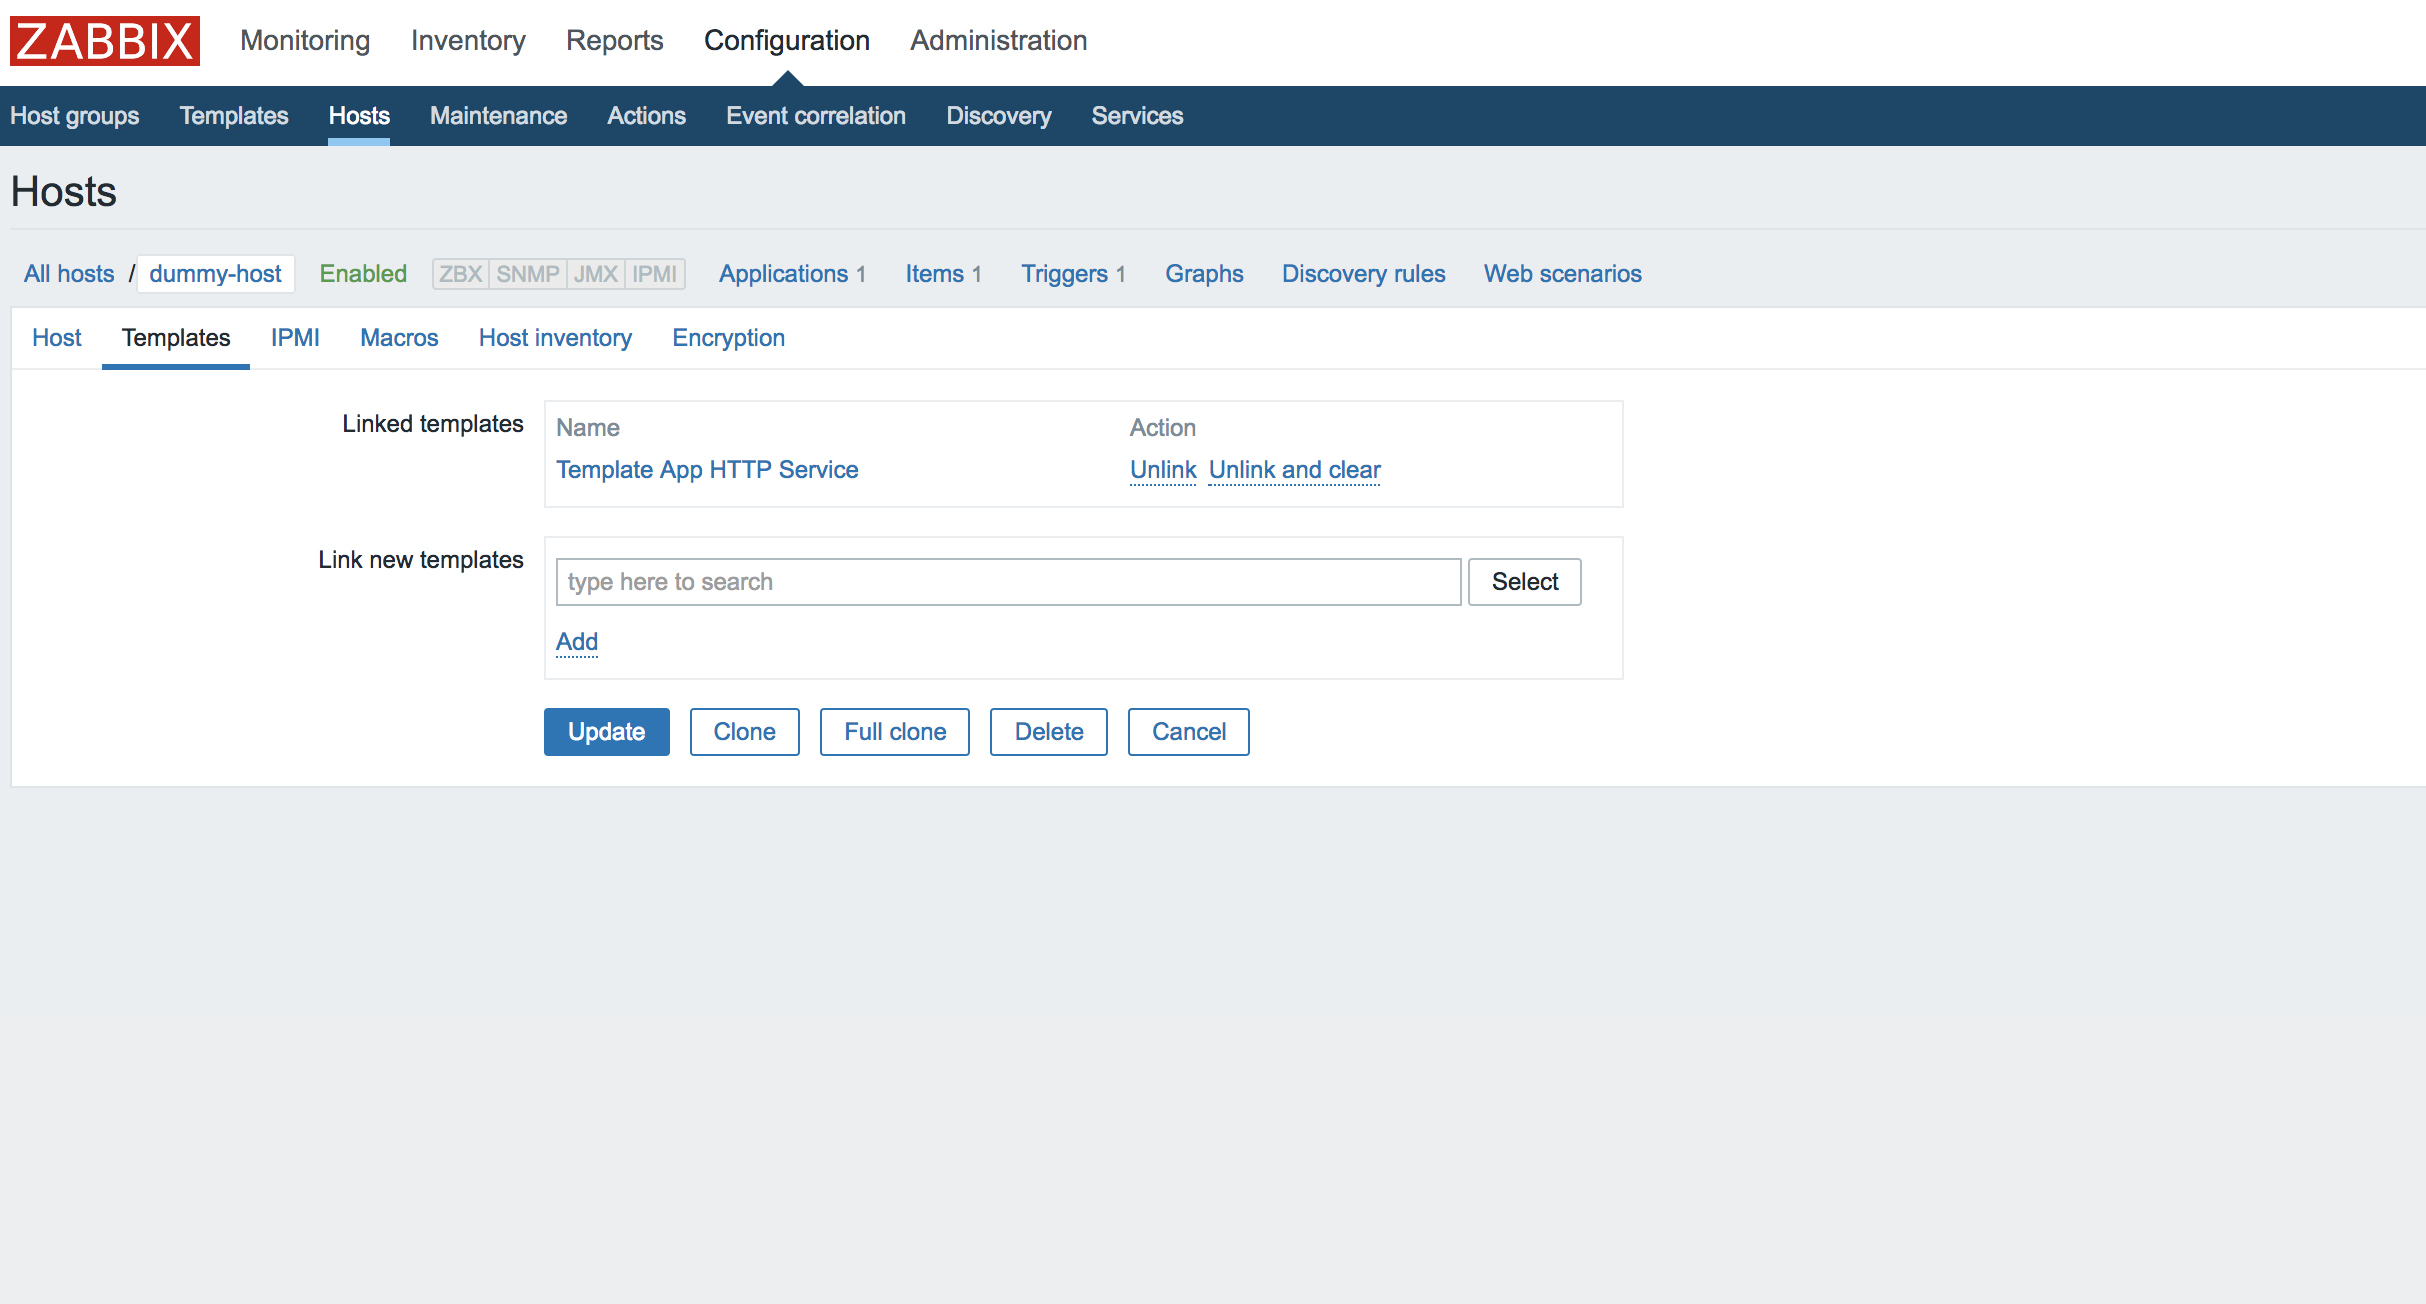 ZABBIX Monitoring Inventory Reports Configuration Administration
Host groups Templates Hosts Maintenance Actions Event correlation Discovery Services
Hosts
All hosts / dummy-host Enabled ZBX SNMP JMX IPMI Applications 1 Items 1 Triggers 1 Graphs Discovery rules Web scenarios
Host Templates IPMI Macros Host inventory Encryption
Linked templates Name Action
Template App HTTP Service Unlink Unlink and clear
Link new templates
type here to search Select
Add
Update Clone Full clone Delete Cancel